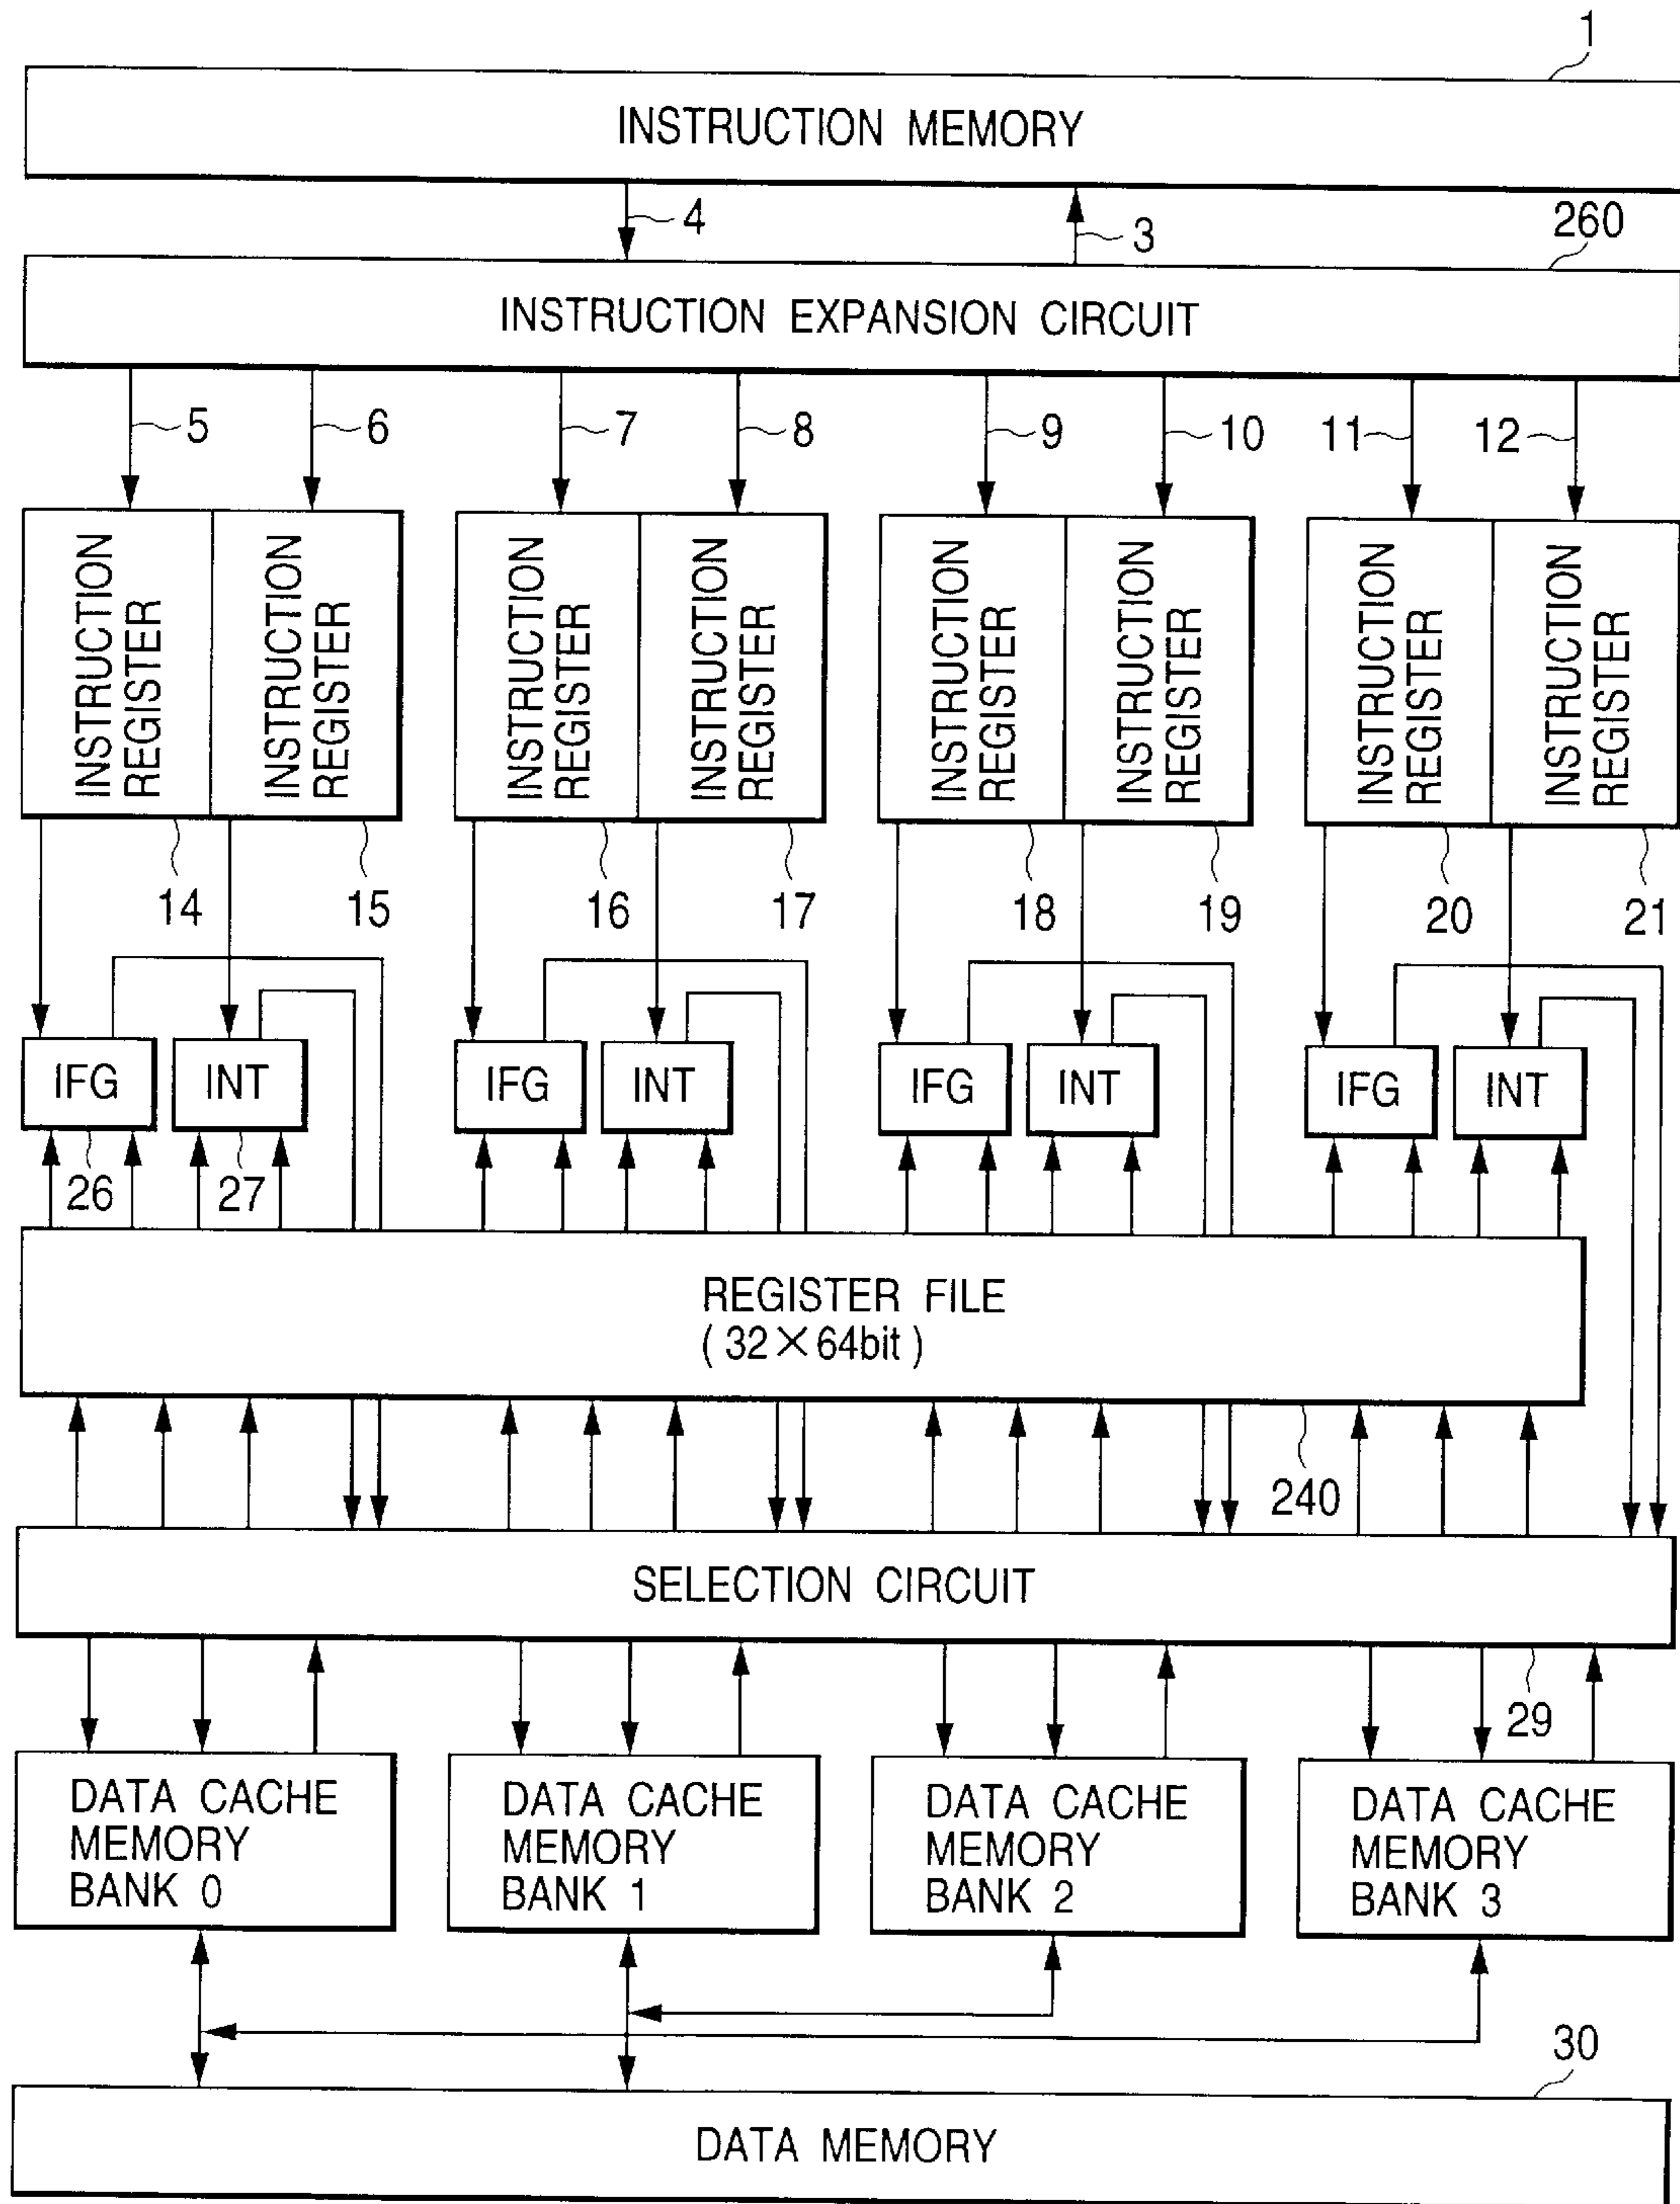 1
INSTRUCTION MEMORY
4
3
260
INSTRUCTION EXPANSION CIRCUIT
5
6
7
8
9
10
11
12
INSTRUCTION
REGISTER
INSTRUCTION
REGISTER
INSTRUCTION
REGISTER
INSTRUCTION
REGISTER
INSTRUCTION
REGISTER
INSTRUCTION
REGISTER
INSTRUCTION
REGISTER
INSTRUCTION
REGISTER
14
15
16
17
18
19
20
21
IFG
INT
IFG
INT
IFG
INT
IFG
INT
26
27
REGISTER FILE
(32×64bit)
240
SELECTION CIRCUIT
29
DATA CACHE
MEMORY
BANK 0
DATA CACHE
MEMORY
BANK 1
DATA CACHE
MEMORY
BANK 2
DATA CACHE
MEMORY
BANK 3
30
DATA MEMORY